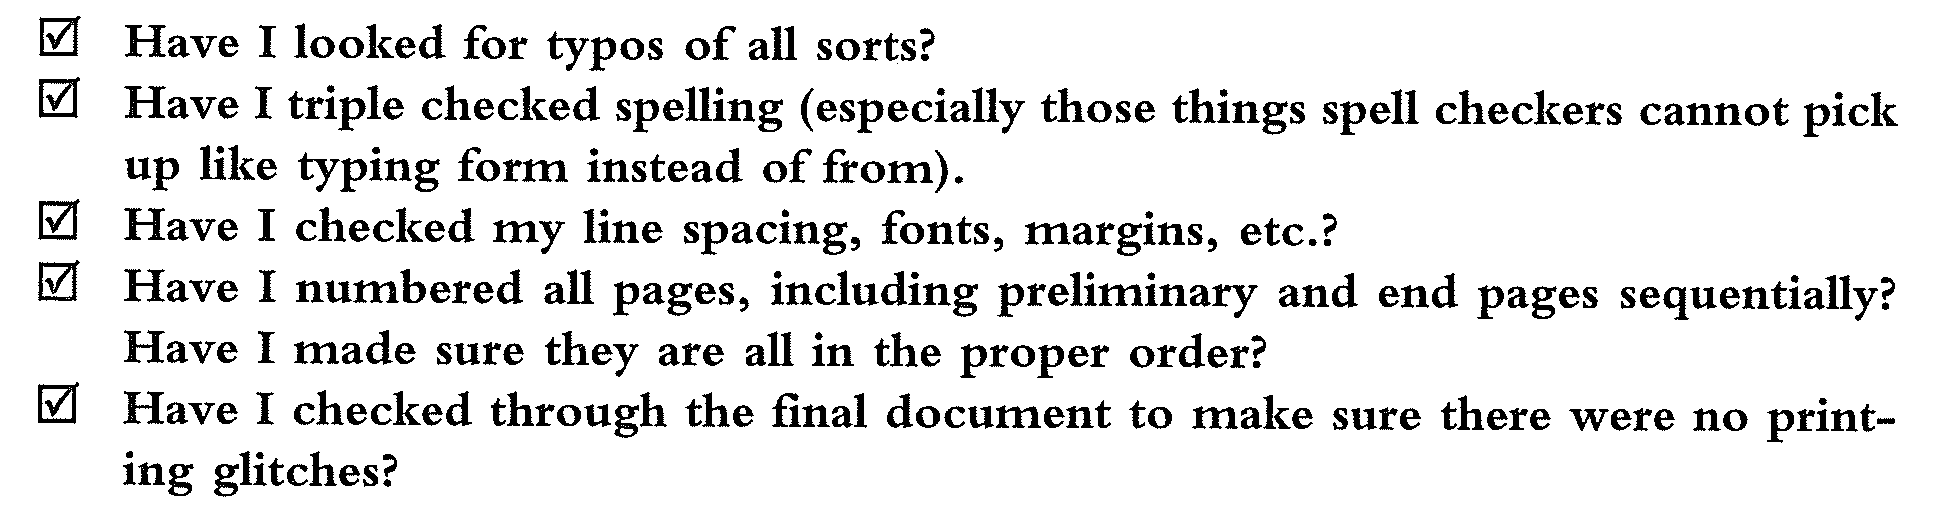 ☑ Have I looked for typos of all sorts?
☑ Have I triple checked spelling (especially those things spell checkers cannot pick
up like typing form instead of from).
☑ Have I checked my line spacing, fonts, margins, etc.?
☑ Have I numbered all pages, including preliminary and end pages sequentially?
Have I made sure they are all in the proper order?
☑ Have I checked through the final document to make sure there were no print-
ing glitches?